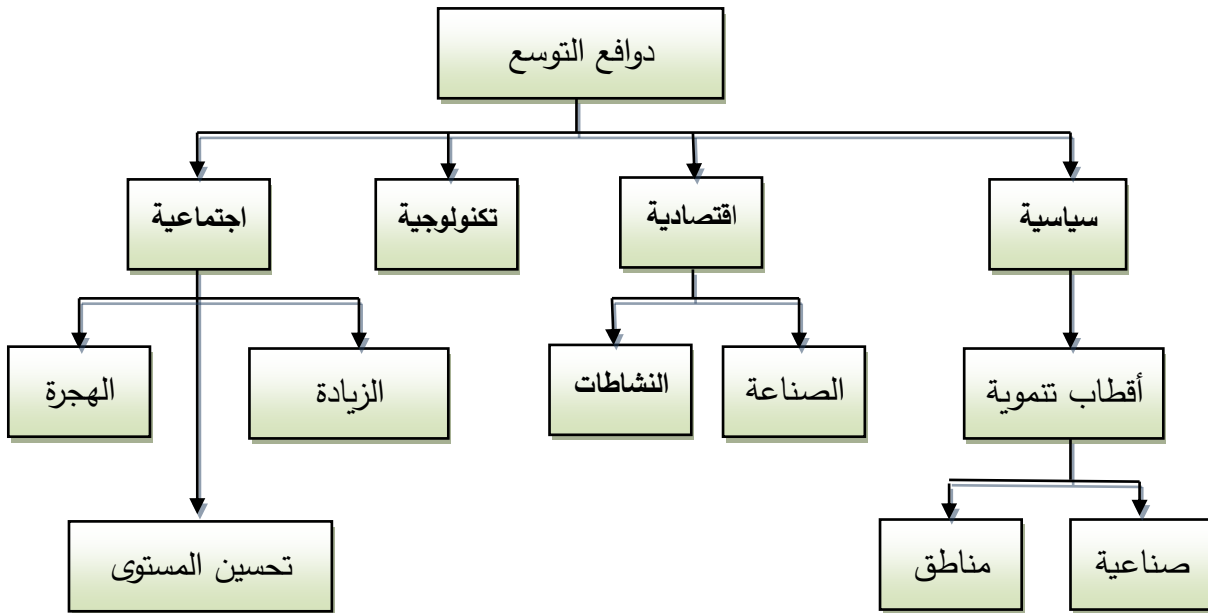 دوافع التوسع
سياسية
اقتصادية
تكنولوجية
اجتماعية
أقطاب تنموية
الصناعة
النشاطات
الزيادة
الهجرة
صناعية
مناطق
تحسين المستوى